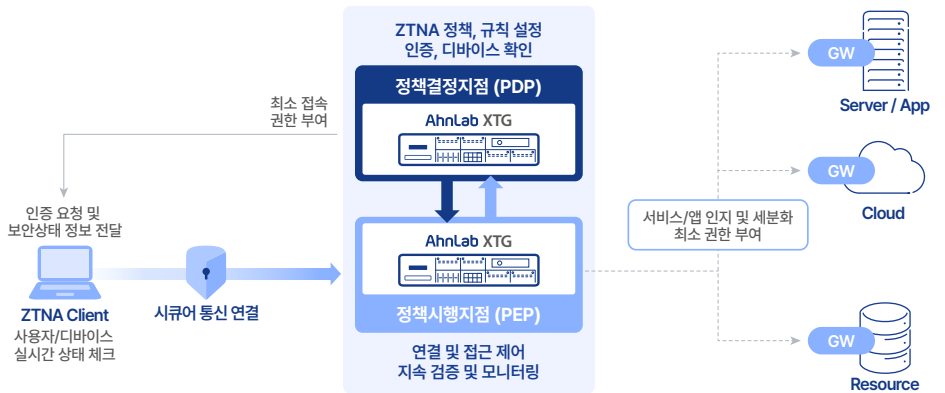 ZTNA 정책, 규칙 설정
인증, 디바이스 확인
정책결정지점 (PDP)
AhnLab XTG
최소 접속
권한 부여
인증 요청 및
보안상태 정보 전달
ZTNA Client
사용자/디바이스
실시간 상태 체크
시큐어 통신 연결
AhnLab XTG
정책시행지점 (PEP)
연결 및 접근 제어
지속 검증 및 모니터링
서비스/앱 인지 및 세분화
최소 권한 부여
GW
Server / App
GW
Cloud
GW
Resource